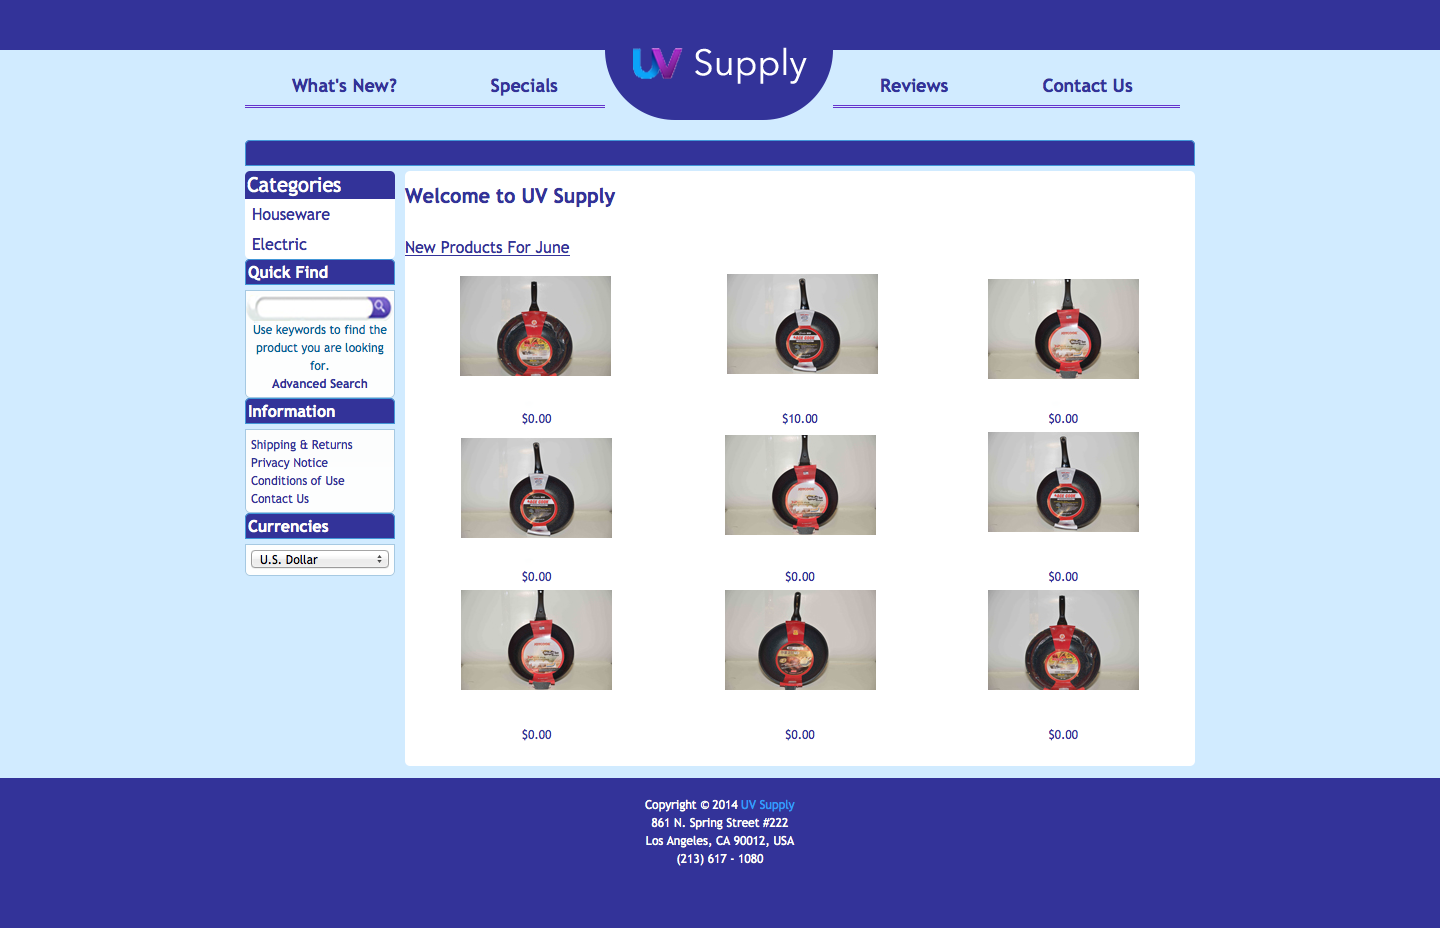 UV Supply
What's New?
Specials
Reviews
Contact Us
Categories
Houseware
Electric
Quick Find
Use keywords to find the
product you are looking
for.
Advanced Search
Information
Shipping & Returns
Privacy Notice
Conditions of Use
Contact Us
Currencies
U.S. Dollar
Welcome to UV Supply
New Products For June
$0.00
$10.00
$0.00
$0.00
$0.00
$0.00
$0.00
$0.00
$0.00
Copyright © 2014 UV Supply
861 N. Spring Street #222
Los Angeles, CA 90012, USA
(213) 617 - 1080